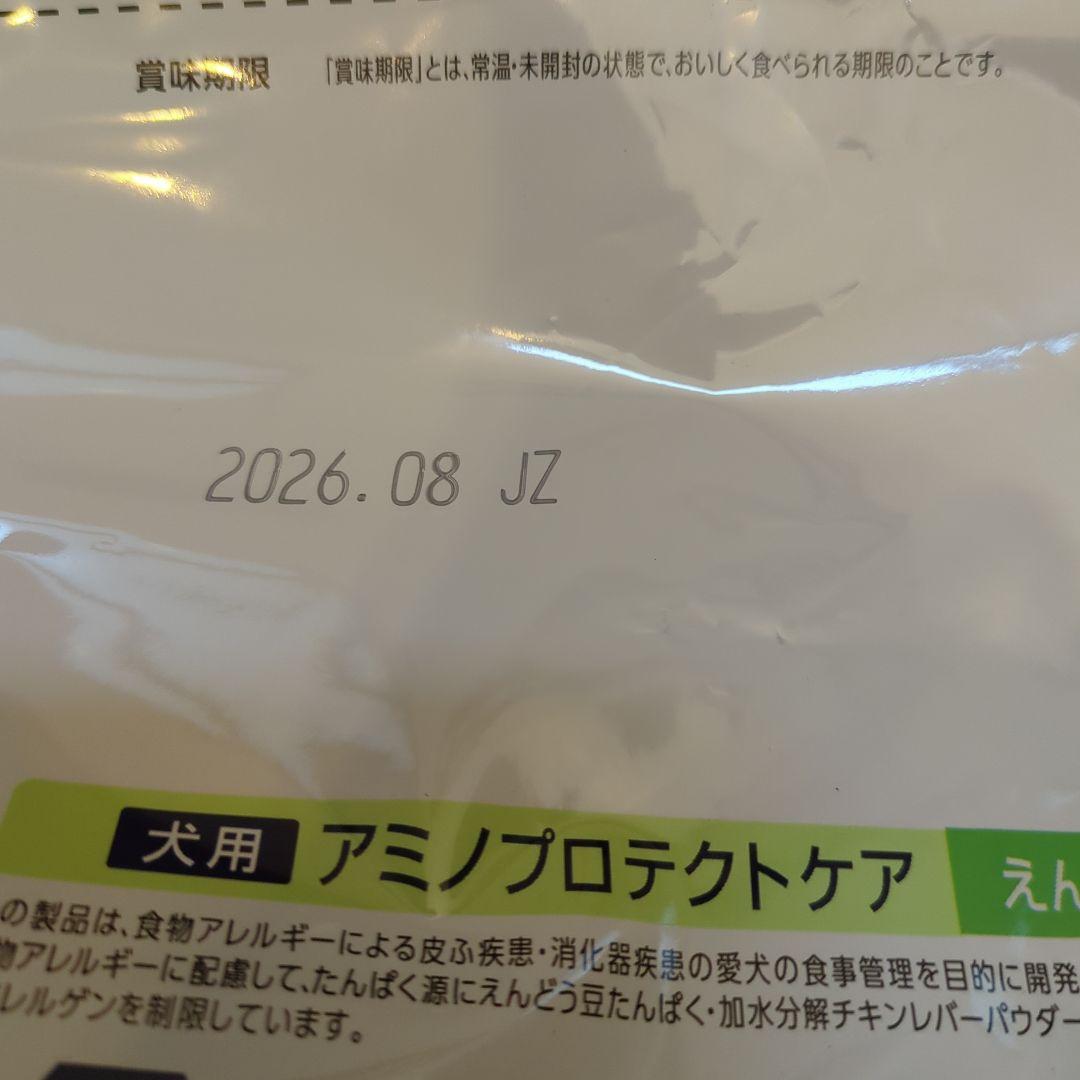 賞味期限 「賞味期限」とは、常温・未開封の状態で、おいしく食べられる期限のことです。
2026.08 JZ
犬用 アミノプロテクトケア えん
の製品は、食物アレルギーによる皮ふ疾患・消化器疾患の愛犬の食事管理を目的に開発
物アレルギーに配慮して、たんぱく源にえんどう豆たんぱく・加水分解チキンレバーパウダー
レルゲンを制限しています。